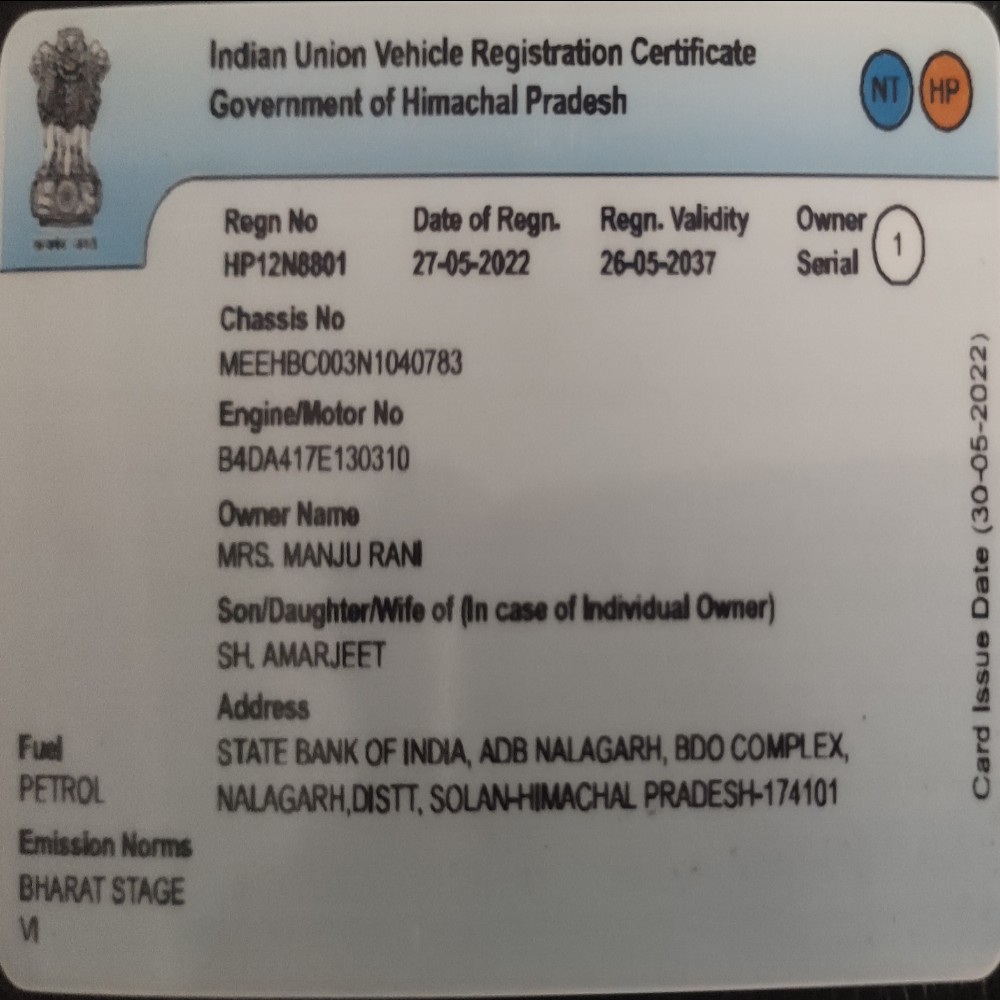 Indian Union Vehicle Registration Certificate
Government of Himachal Pradesh
NT HP
Regn No Date of Regn. Regn. Validity Owner Serial 1
HP12N8801 27-05-2022 26-05-2037
Chassis No
MEEHBC003N1040783
Engine/Motor No
B4DA417E130310
Owner Name
MRS. MANJU RANI
Son/Daughter/Wife of (In case of Individual Owner)
SH. AMARJEET
Address
STATE BANK OF INDIA, ADB NALAGARH, BDO COMPLEX,
NALAGARH,DISTT, SOLAN-HIMACHAL PRADESH-174101
Fuel
PETROL
Emission Norms
BHARAT STAGE
VI
Card Issue Date (30-05-2022)